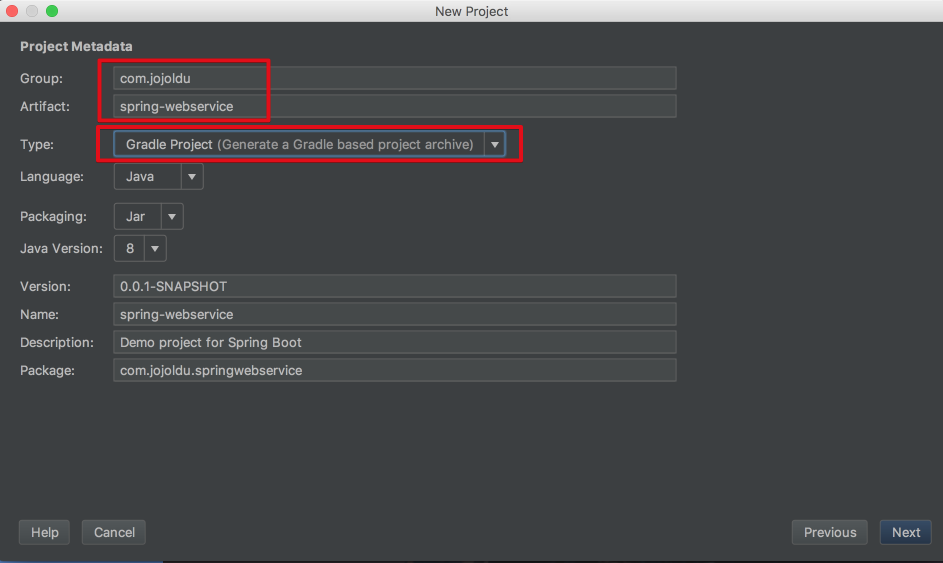 New Project
Project Metadata
Group: com.jojoldu
Artifact: spring-webservice
Type: Gradle Project (Generate a Gradle based project archive)
Language: Java
Packaging: Jar
Java Version: 8
Version: 0.0.1-SNAPSHOT
Name: spring-webservice
Description: Demo project for Spring Boot
Package: com.jojoldu.springwebservice
Help Cancel Previous Next